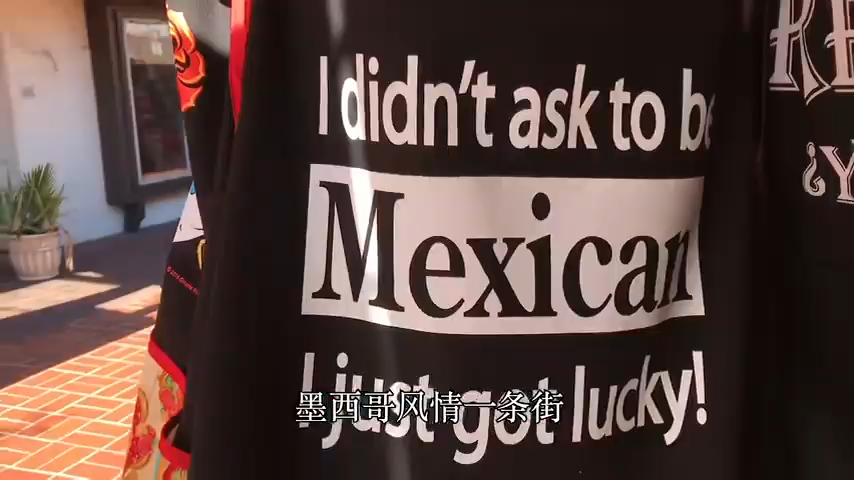 I didn't ask to be
Mexican
I just got lucky!
墨西哥风情一条街